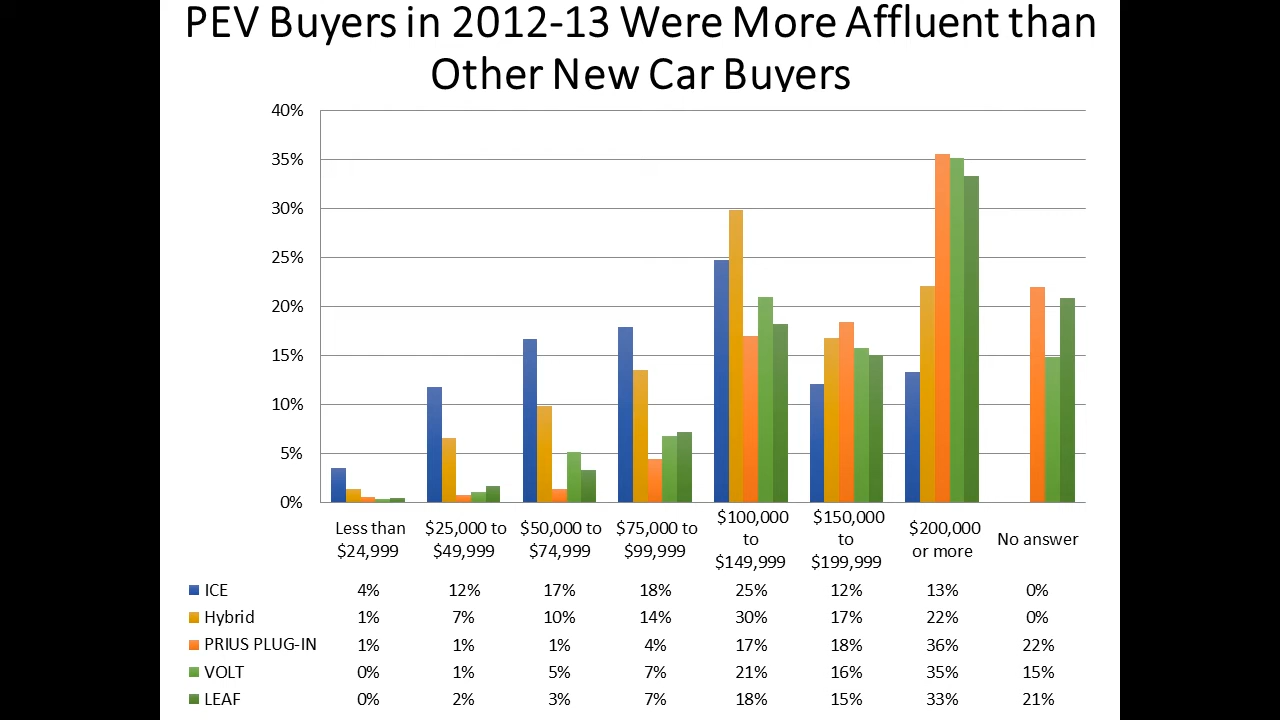 PEV Buyers in 2012-13 Were More Affluent than
Other New Car Buyers
40%
35%
30%
25%
20%
15%
10%
5%
0%
Less than
$24,999
$25,000 to
$49,999
$50,000 to
$74,999
$75,000 to
$99,999
$100,000
to
$149,999
$150,000
to
$199,999
$200,000
or more
No answer
ICE 4% 12% 17% 18% 25% 12% 13% 0%
Hybrid 1% 7% 10% 14% 30% 17% 22% 0%
PRIUS PLUG-IN 1% 1% 1% 4% 17% 18% 36% 22%
VOLT 0% 1% 5% 7% 21% 16% 35% 15%
LEAF 0% 2% 3% 7% 18% 15% 33% 21%